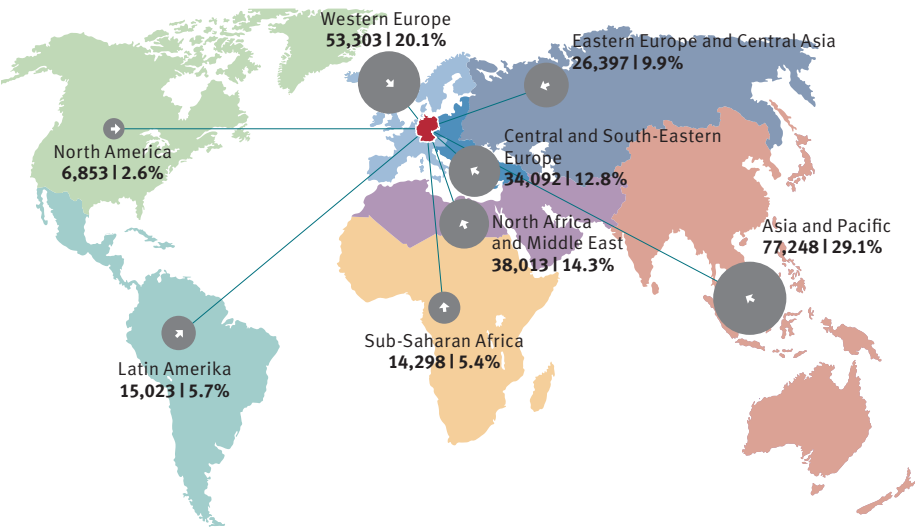 Western Europe
53,303 | 20.1%
Eastern Europe and Central Asia
26,397 | 9.9%
North America
6,853 | 2.6%
Central and South-Eastern
Europe
34,092 | 12.8%
North Africa
and Middle East
38,013 | 14.3%
Asia and Pacific
77,248 | 29.1%
Sub-Saharan Africa
14,298 | 5.4%
Latin Amerika
15,023 | 5.7%